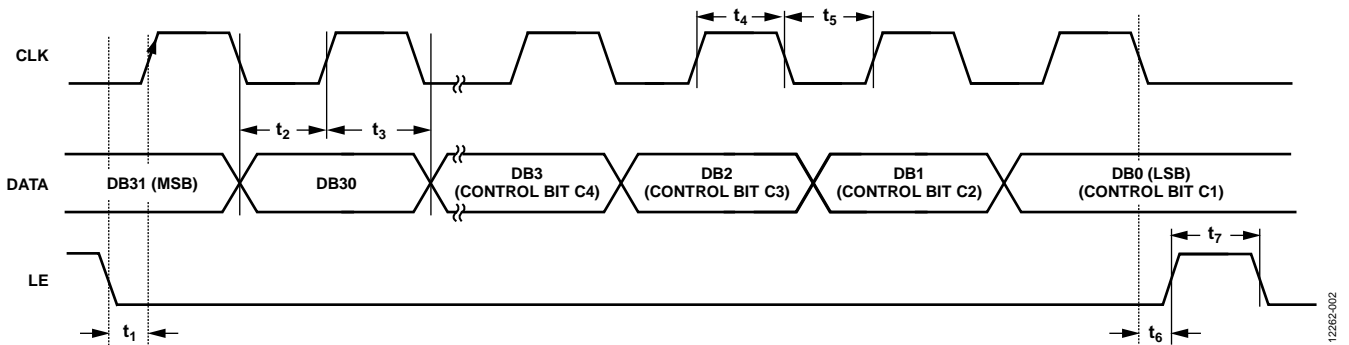 t4
t5
CLK
t2
t3
DATA
DB31 (MSB)
DB30
DB3
(CONTROL BIT C4)
DB2
(CONTROL BIT C3)
DB1
(CONTROL BIT C2)
DB0 (LSB)
(CONTROL BIT C1)
t7
LE
t1
t6
12262-002